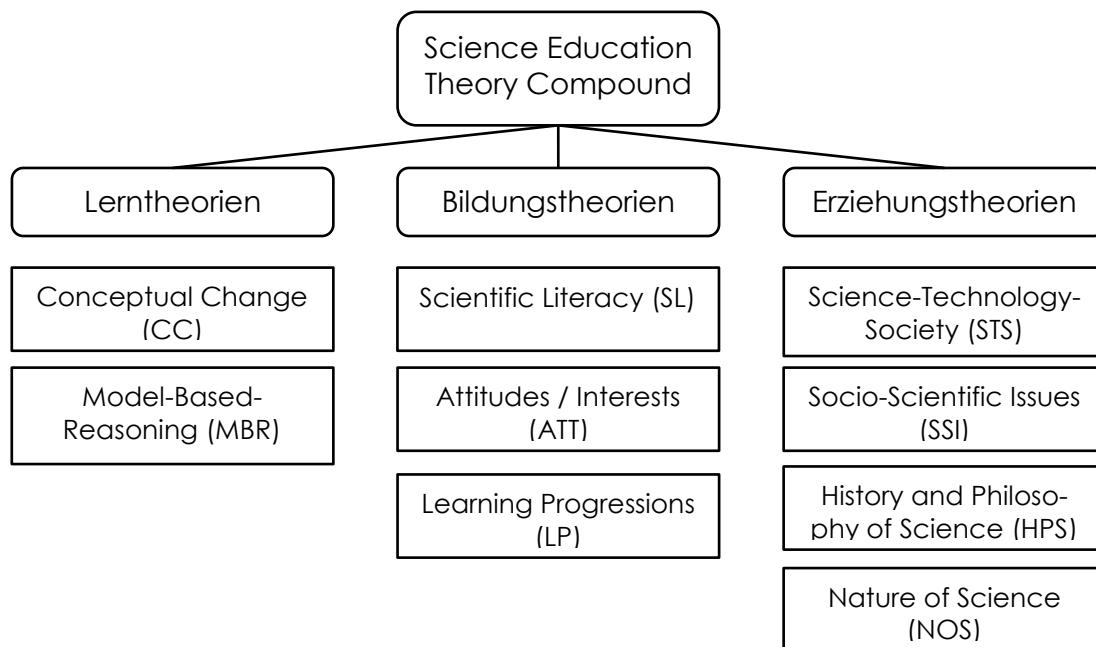 Science Education
Theory Compound
Lerntheorien
Bildungstheorien
Erziehungstheorien
Conceptual Change
(CC)
Model-Based-
Reasoning (MBR)
Scientific Literacy (SL)
Attitudes / Interests
(ATT)
Learning Progressions
(LP)
Science-Technology-
Society (STS)
Socio-Scientific Issues
(SSI)
History and Philoso-
phy of Science (HPS)
Nature of Science
(NOS)